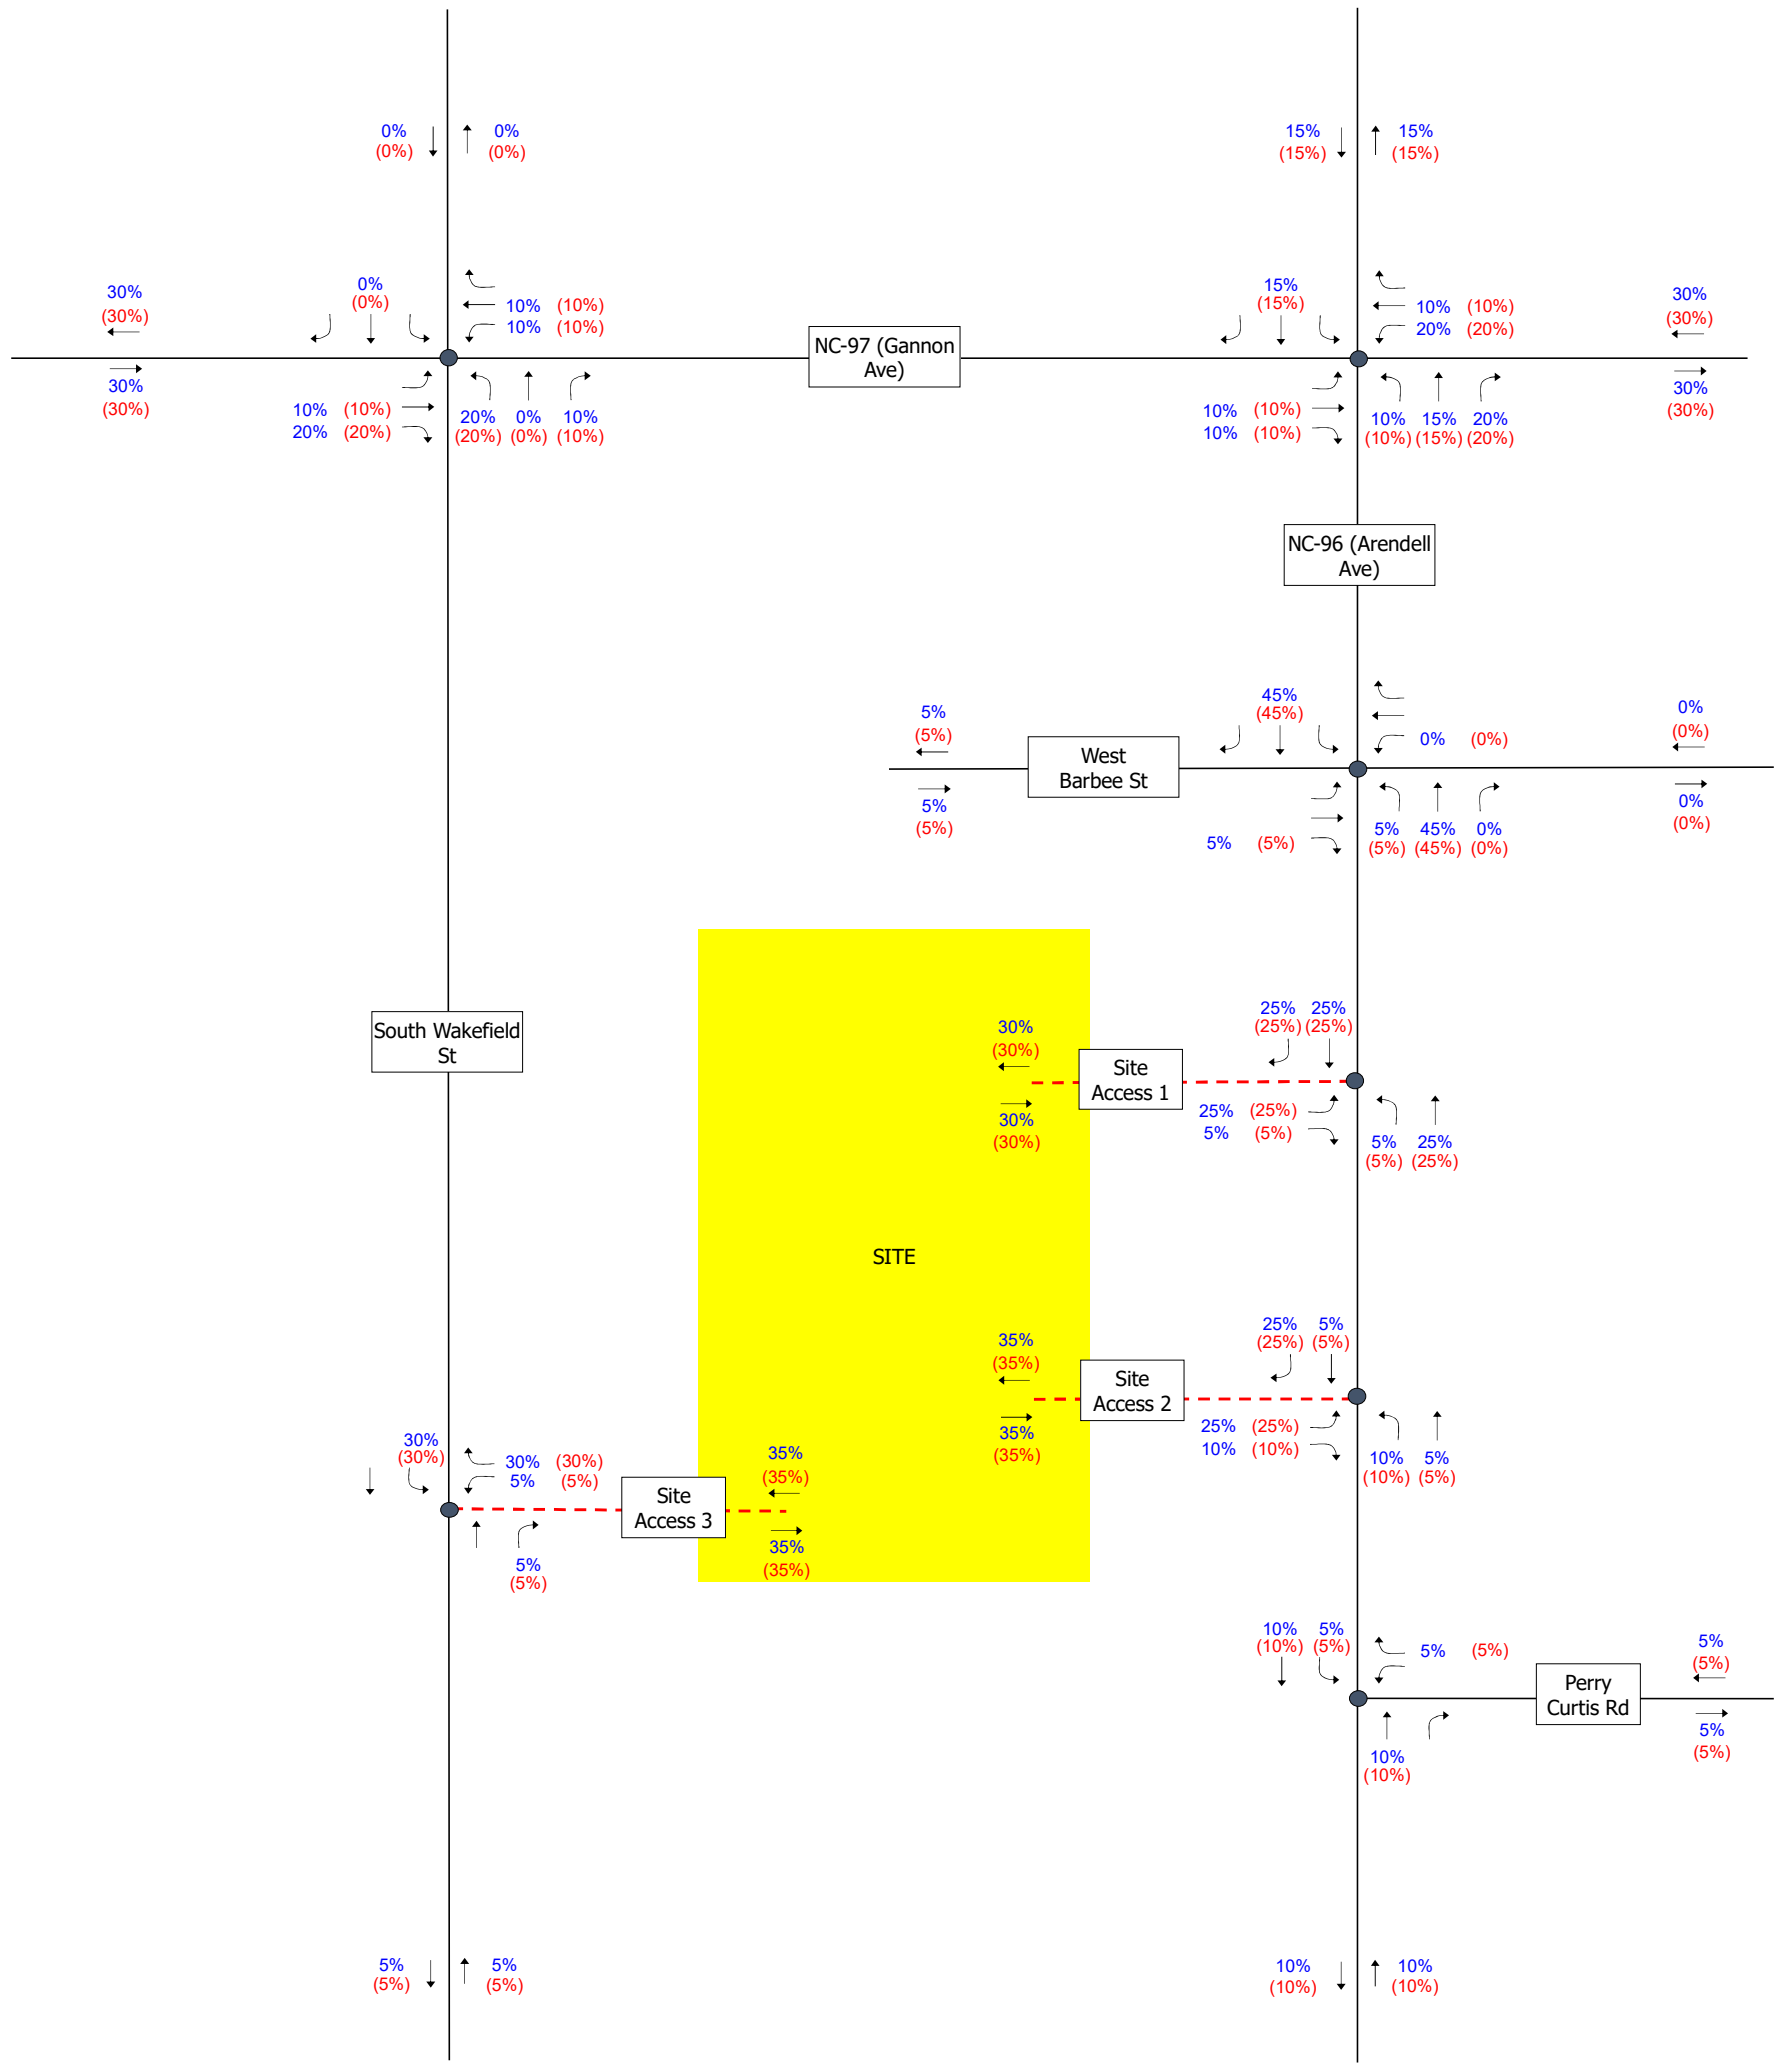 0% 0% 15% 15%
(0%) (0%) (15%) (15%)
0% 15%
30% (0%) 10% (10%) (15%) 10% (10%) 30%
(30%) 10% (10%) 20% (20%) (30%)
NC-97 (Gannon
Ave)
30% 30%
(30%) 10% (10%) 10% (10%) (30%)
20% (20%) 20% 0% 10% 10% (10%) 10% 15% 20%
(20%) (0%) (10%) (10%) (15%) (20%)
NC-96 (Arendell
Ave)
45%
5% (45%) 0%
(5%) 0% (0%) (0%)
West
Barbee St
5% 0%
(5%) 5% (5%) 5% 45% 0% (0%)
(5%) (45%) (0%)
25% 25%
30% (25%) (25%)
(30%)
South Wakefield
St
Site
Access 1
30% 25% (25%)
(30%) 5% (5%) 5% 25%
(5%) (25%)
SITE
25% 5%
35% (25%) (5%)
(35%)
Site
Access 2
35% 25% (25%)
(35%) 10% (10%) 10% 5%
(10%) (5%)
30%
(30%) 30% (30%) 35%
5% (5%) (35%)
Site
Access 3
35%
5% (35%)
(5%)
10% 5%
(10%) (5%) 5% (5%) 5%
(5%)
Perry
Curtis Rd
5%
10% (5%)
(10%)
5% 5% 10% 10%
(5%) (5%) (10%) (10%)